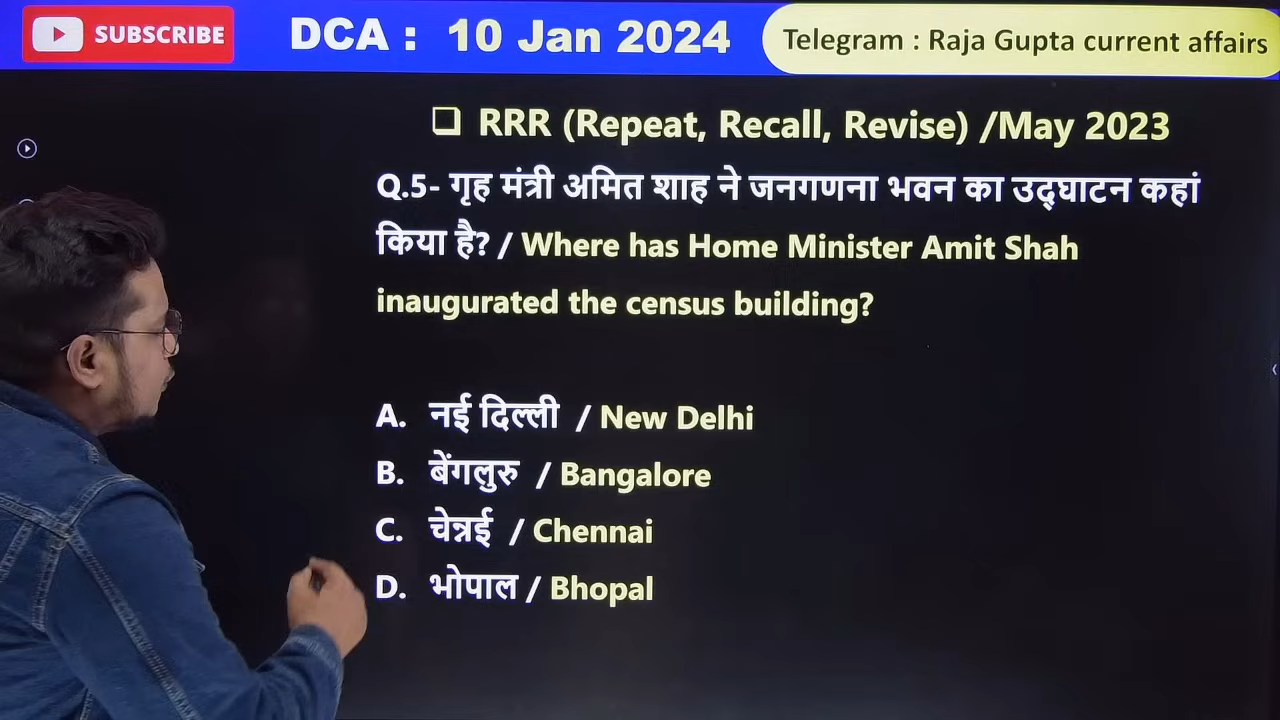 SUBSCRIBE
DCA : 10 Jan 2024
Telegram : Raja Gupta current affairs
❑ RRR (Repeat, Recall, Revise) /May 2023
Q.5- गृह मंत्री अमित शाह ने जनगणना भवन का उद्घाटन कहां
किया है? / Where has Home Minister Amit Shah
inaugurated the census building?
A. नई दिल्ली / New Delhi
B. बेंगलुरु / Bangalore
C. चेन्नई / Chennai
D. भोपाल / Bhopal